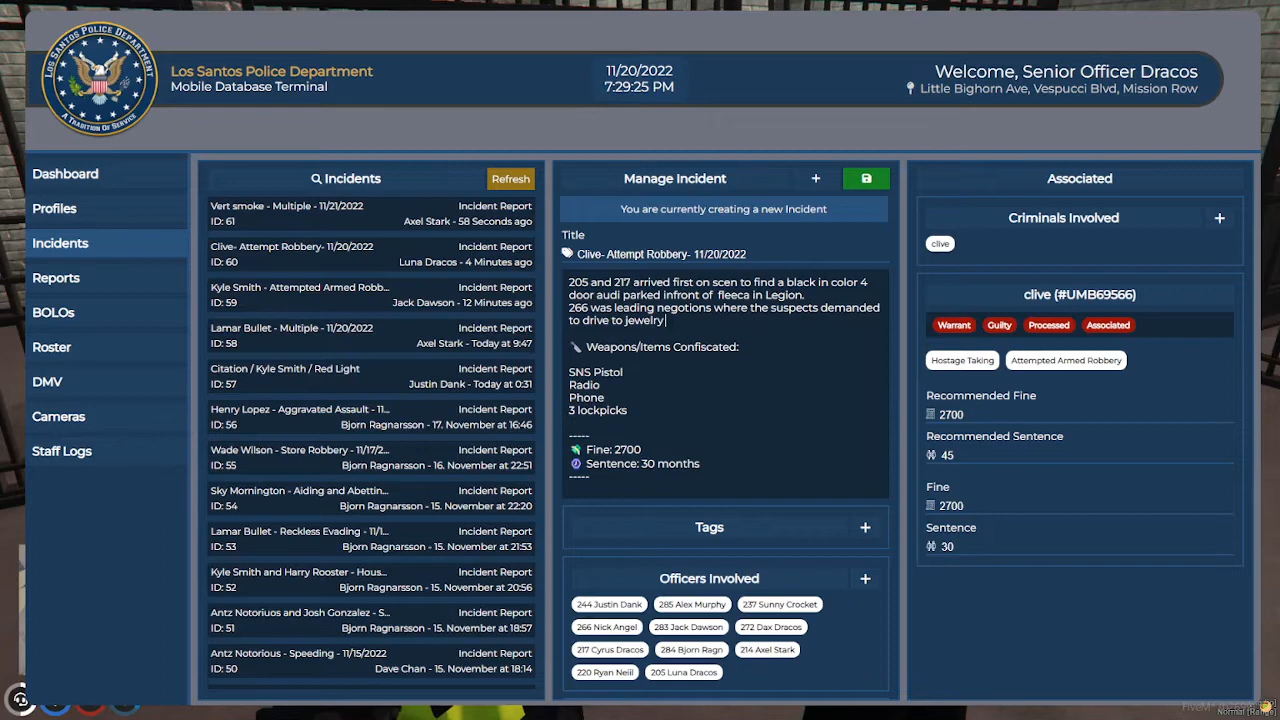 LOS SANTOS POLICE DEPARTMENT
A TRADITION OF SERVICE
Los Santos Police Department
Mobile Database Terminal
11/20/2022
7:29:25 PM
Welcome, Senior Officer Dracos
Little Bighorn Ave, Vespucci Blvd, Mission Row
Dashboard
Profiles
Incidents
Reports
BOLOs
Roster
DMV
Cameras
Staff Logs
Incidents
Refresh
Vert smoke - Multiple - 11/21/2022 Incident Report
ID: 61 Axel Stark - 58 Seconds ago
Clive- Attempt Robbery- 11/20/2022 Incident Report
ID: 60 Luna Dracos - 4 Minutes ago
Kyle Smith - Attempted Armed Robb... Incident Report
ID: 59 Jack Dawson - 12 Minutes ago
Lamar Bullet - Multiple - 11/20/2022 Incident Report
ID: 58 Axel Stark - Today at 9:47
Citation / Kyle Smith / Red Light Incident Report
ID: 57 Justin Dank - Today at 0:31
Henry Lopez - Aggravated Assault - 11... Incident Report
ID: 56 Bjorn Ragnarsson - 17. November at 16:46
Wade Wilson - Store Robbery - 11/17/2... Incident Report
ID: 55 Bjorn Ragnarsson - 16. November at 22:51
Sky Mornington - Aiding and Abettin... Incident Report
ID: 54 Bjorn Ragnarsson - 15. November at 22:20
Lamar Bullet - Reckless Evading - 11/1... Incident Report
ID: 53 Bjorn Ragnarsson - 15. November at 21:53
Kyle Smith and Harry Rooster - Hous... Incident Report
ID: 52 Bjorn Ragnarsson - 15. November at 20:56
Antz Notoriuos and Josh Gonzalez - S... Incident Report
ID: 51 Bjorn Ragnarsson - 15. November at 18:57
Antz Notorious - Speeding - 11/15/2022 Incident Report
ID: 50 Dave Chan - 15. November at 18:14
Manage Incident +
You are currently creating a new Incident
Title
Clive- Attempt Robbery- 11/20/2022
205 and 217 arrived first on scen to find a black in color 4
door audi parked infront of fleeca in Legion.
266 was leading negotions where the suspects demanded
to drive to jewelry
Weapons/Items Confiscated:
SNS Pistol
Radio
Phone
3 lockpicks
-----
Fine: 2700
Sentence: 30 months
-----
Tags +
Officers Involved +
244 Justin Dank 285 Alex Murphy 237 Sunny Crocket
266 Nick Angel 283 Jack Dawson 272 Dax Dracos
217 Cyrus Dracos 284 Bjorn Ragn 214 Axel Stark
220 Ryan Neiil 205 Luna Dracos
Associated
Criminals Involved +
clive
clive (#UMB69566)
Warrant Guilty Processed Associated
Hostage Taking Attempted Armed Robbery
Recommended Fine
2700
Recommended Sentence
45
Fine
2700
Sentence
30
Normal [Range]